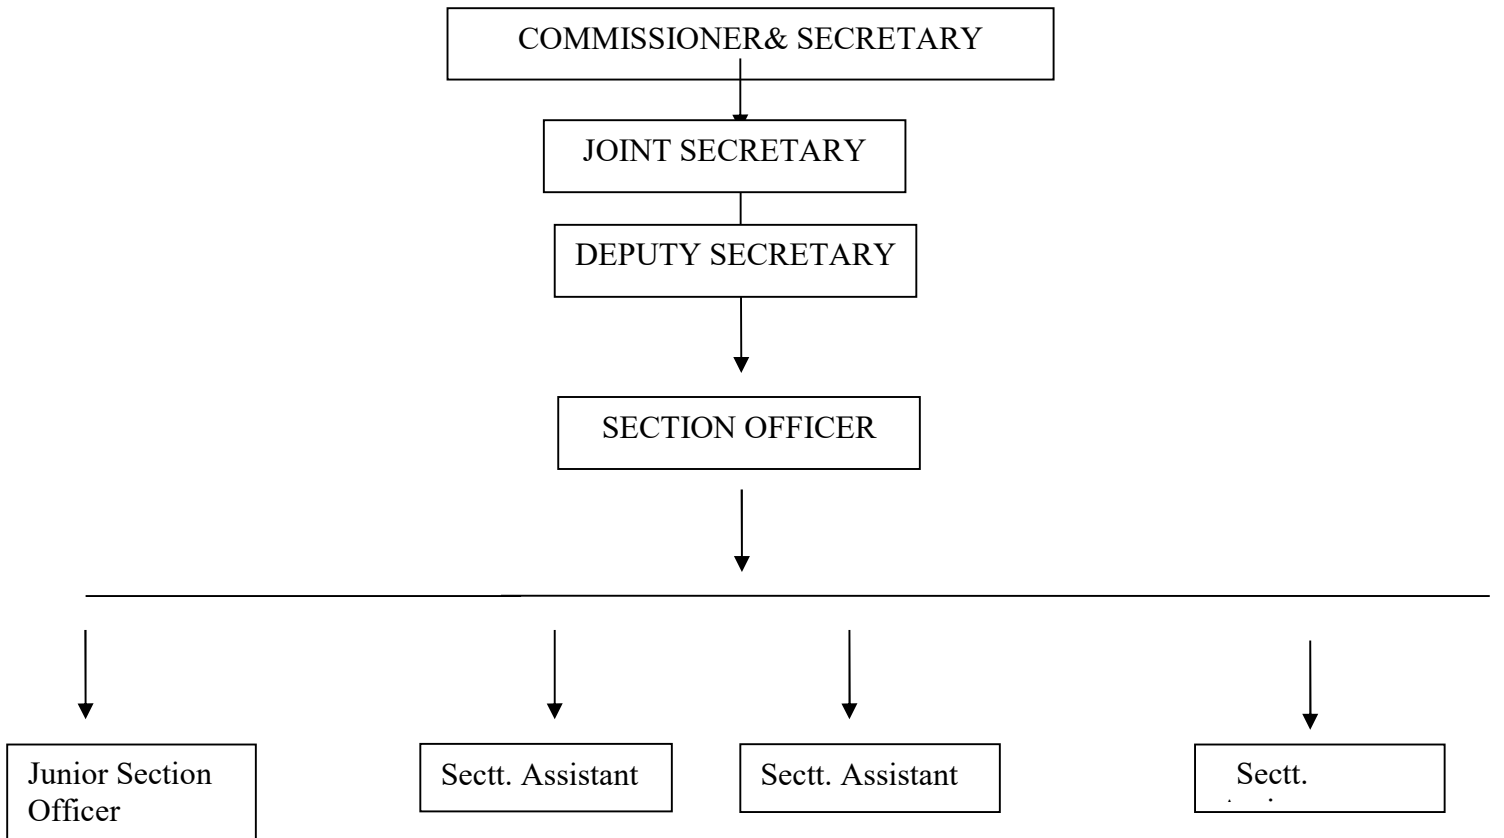 COMMISSIONER& SECRETARY
JOINT SECRETARY
DEPUTY SECRETARY
SECTION OFFICER
Junior Section
Officer
Sectt. Assistant
Sectt. Assistant
Sectt.